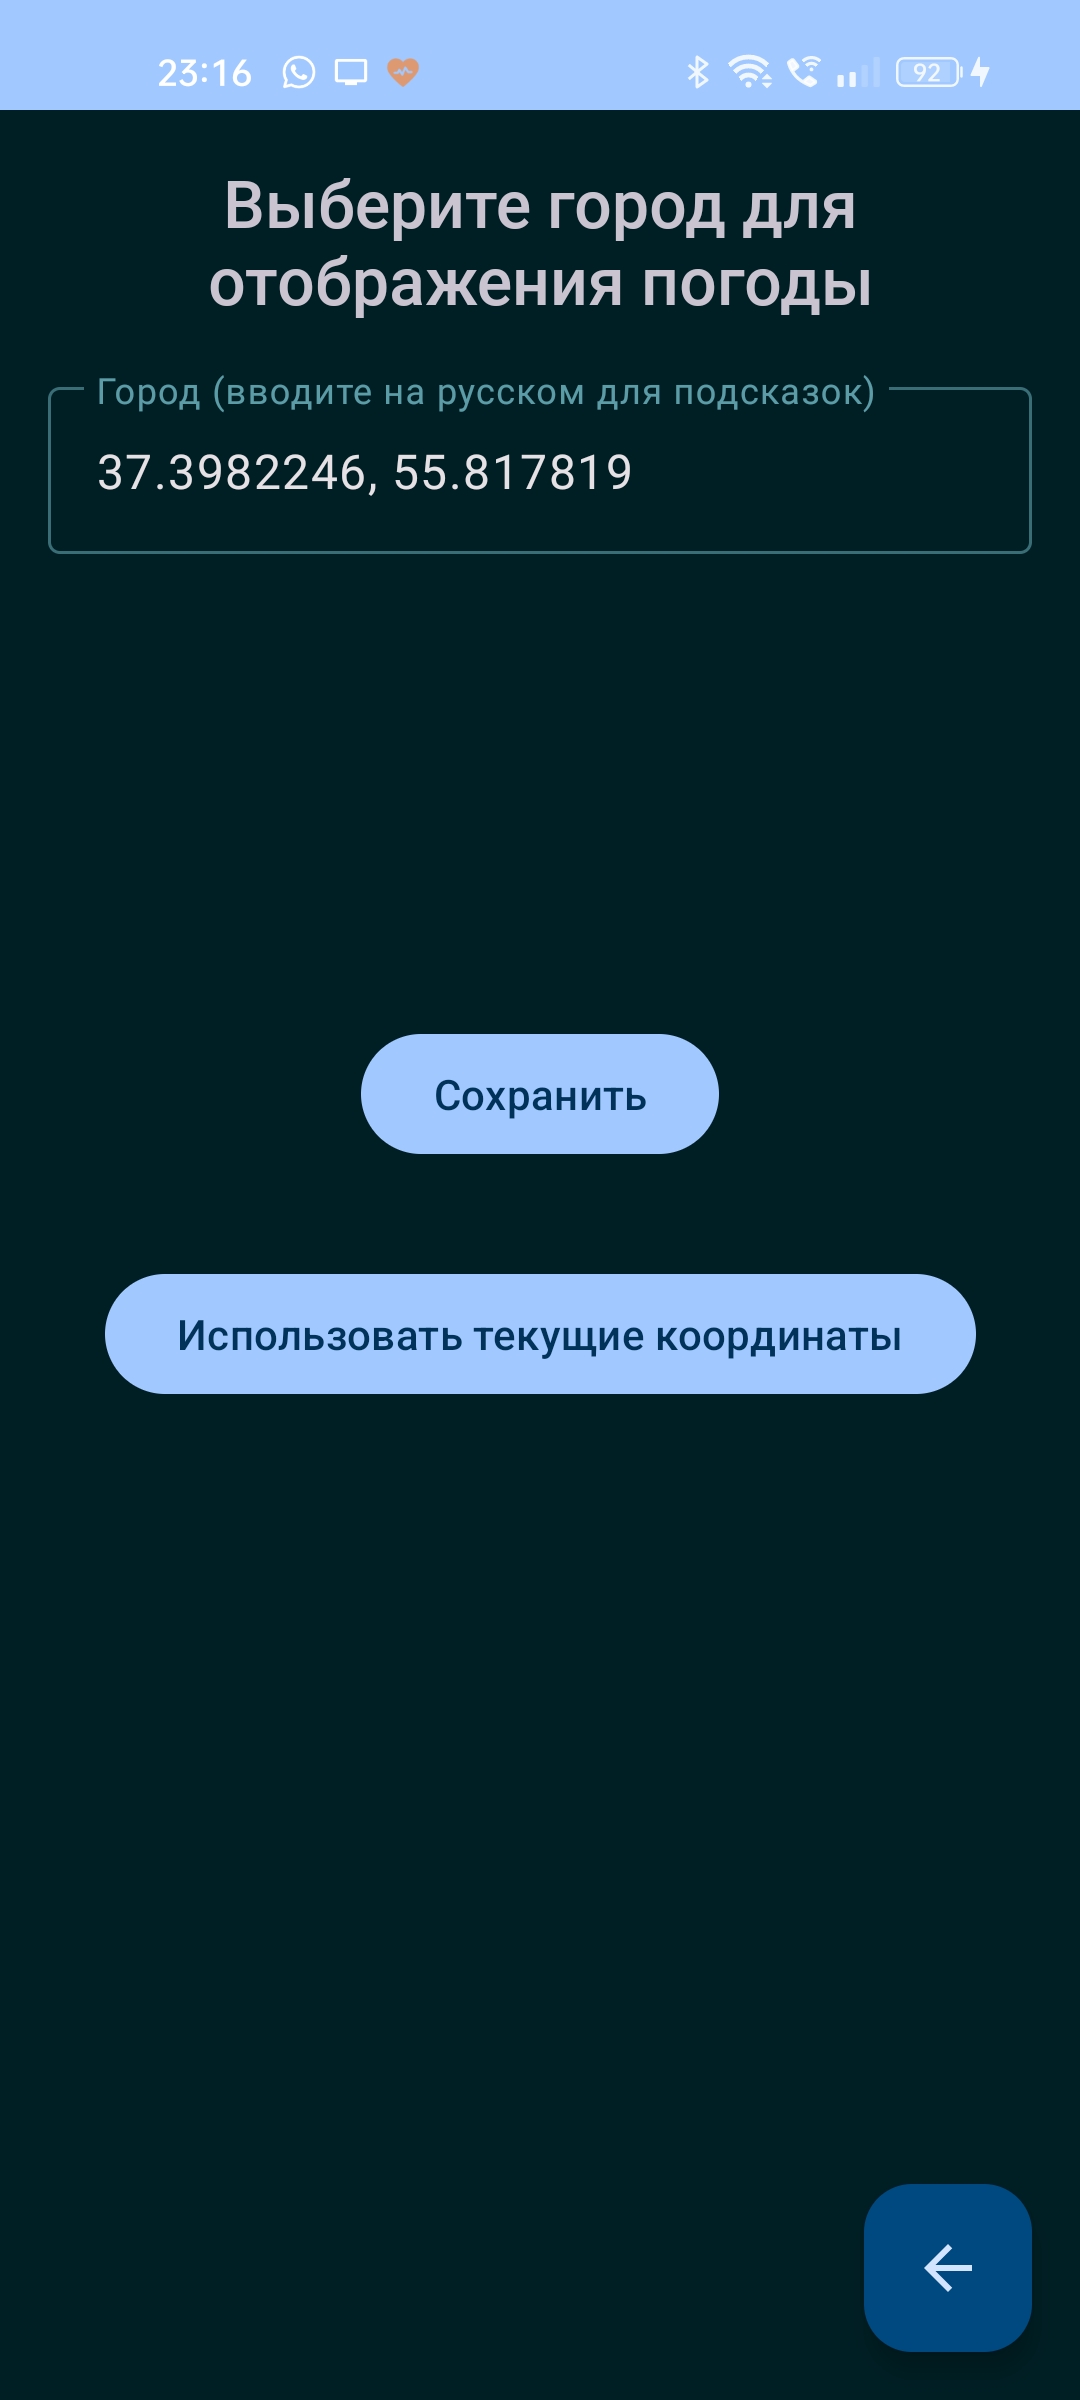 23:16
92
Выберите город для
отображения погоды
Город (вводите на русском для подсказок)
37.3982246, 55.817819
Сохранить
Использовать текущие координаты